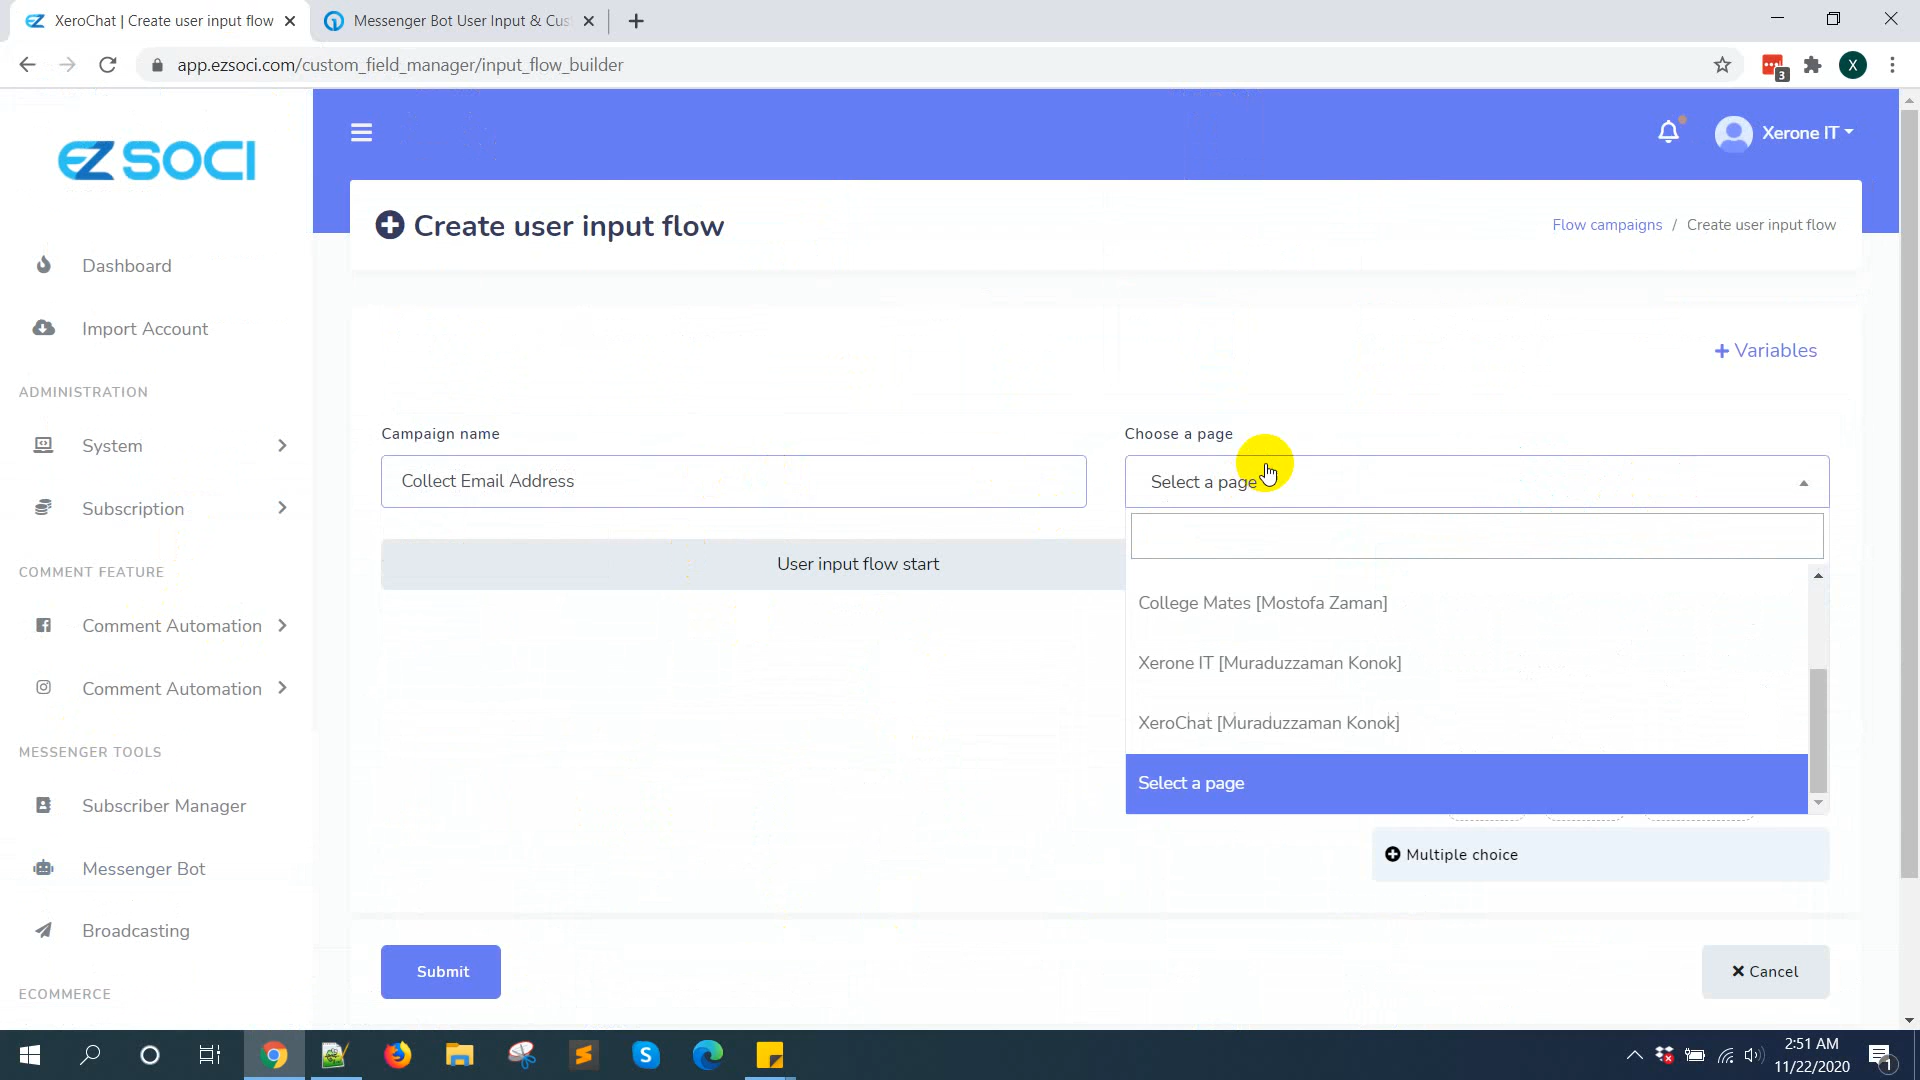 XeroChat | Create user input flow
Messenger Bot User Input & Cus
app.ezsoci.com/custom_field_manager/input_flow_builder
3
X
EZ SOCI
Xerone IT
Create user input flow
Flow campaigns / Create user input flow
Dashboard
Import Account
ADMINISTRATION
System
Subscription
COMMENT FEATURE
Comment Automation
Comment Automation
MESSENGER TOOLS
Subscriber Manager
Messenger Bot
Broadcasting
ECOMMERCE
+ Variables
Campaign name
Collect Email Address
Choose a page
Select a page
User input flow start
College Mates [Mostofa Zaman]
Xerone IT [Muraduzzaman Konok]
XeroChat [Muraduzzaman Konok]
Select a page
Multiple choice
Submit
Cancel
2:51 AM
11/22/2020
1